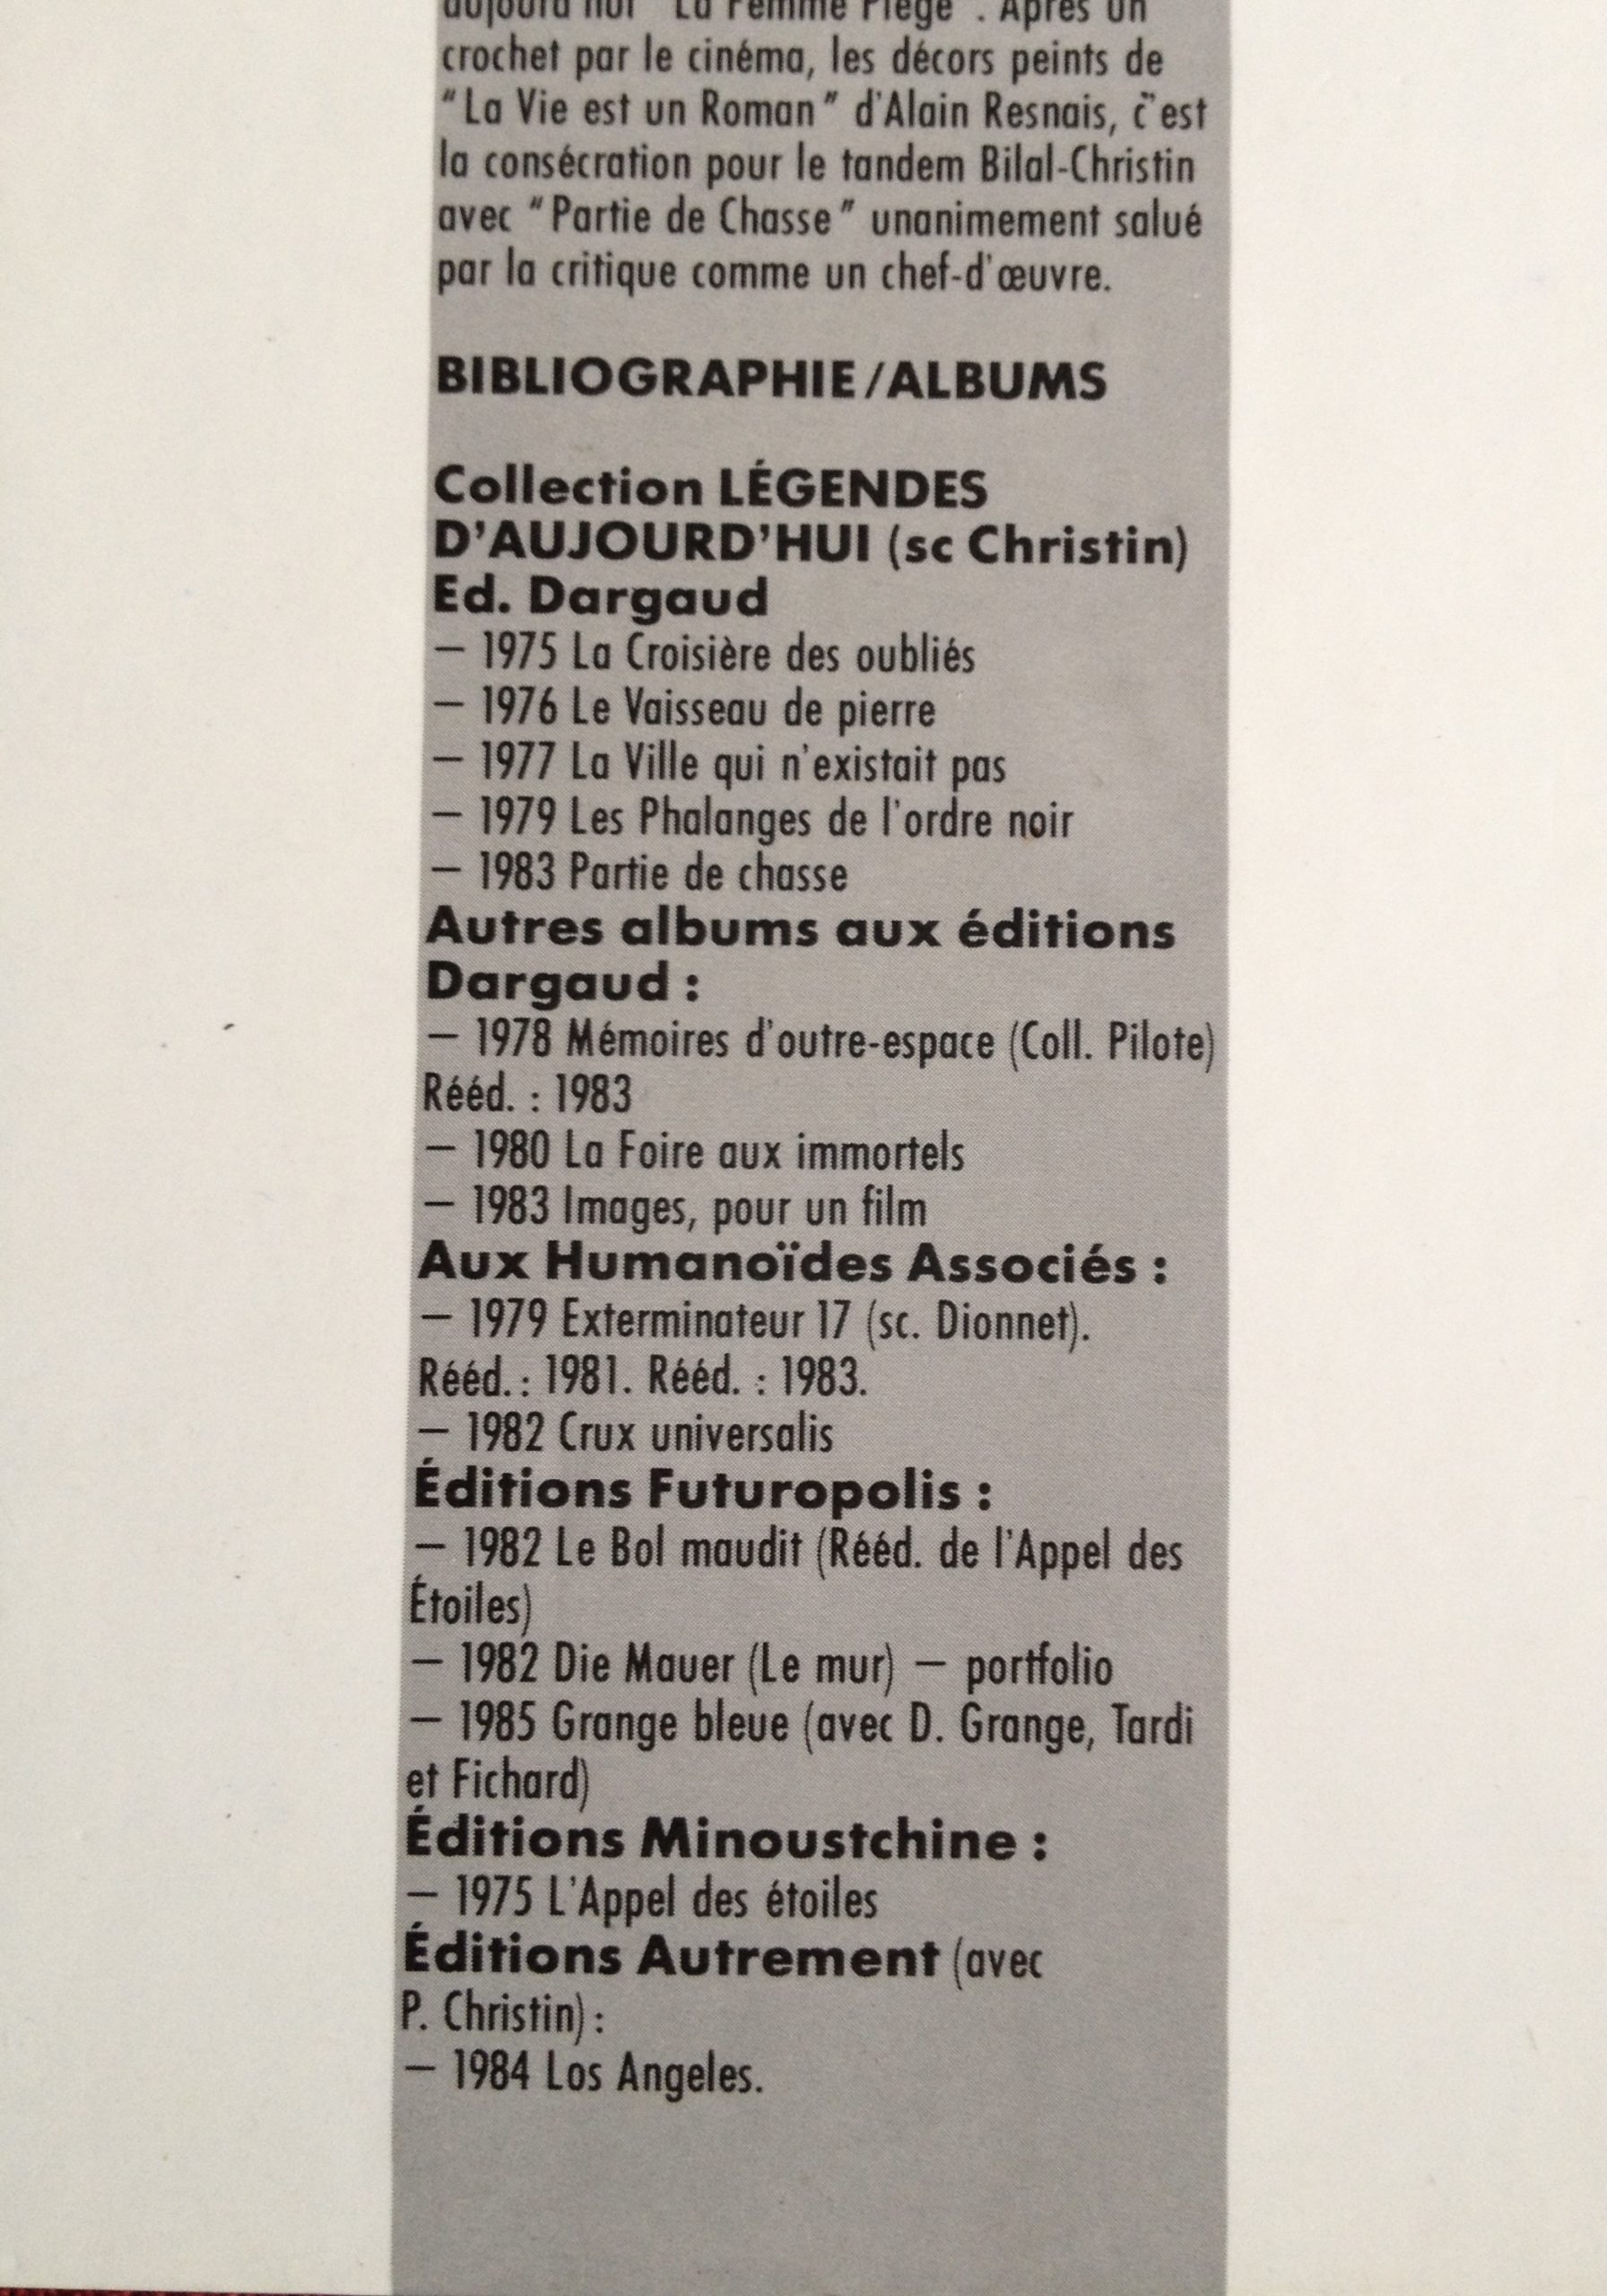 aujourd'hui "La Femme Piège". Après un
crochet par le cinéma, les décors peints de
"La Vie est un Roman" d'Alain Resnais, c'est
la consécration pour le tandem Bilal-Christin
avec "Partie de Chasse" unanimement salué
par la critique comme un chef-d'œuvre.
BIBLIOGRAPHIE/ALBUMS
Collection LÉGENDES
D'AUJOURD'HUI (sc Christin)
Ed. Dargaud
— 1975 La Croisière des oubliés
— 1976 Le Vaisseau de pierre
— 1977 La Ville qui n'existait pas
— 1979 Les Phalanges de l'ordre noir
— 1983 Partie de chasse
Autres albums aux éditions
Dargaud :
— 1978 Mémoires d'outre-espace (Coll. Pilote)
Rééd. : 1983
— 1980 La Foire aux immortels
— 1983 Images, pour un film
Aux Humanoïdes Associés :
— 1979 Exterminateur 17 (sc. Dionnet).
Rééd. : 1981. Rééd. : 1983.
— 1982 Crux universalis
Éditions Futuropolis :
— 1982 Le Bol maudit (Rééd. de l'Appel des
Étoiles)
— 1982 Die Mauer (Le mur) — portfolio
— 1985 Grange bleue (avec D. Grange, Tardi
et Fichard)
Éditions Minoustchine :
— 1975 L'Appel des étoiles
Éditions Autrement (avec
P. Christin) :
— 1984 Los Angeles.